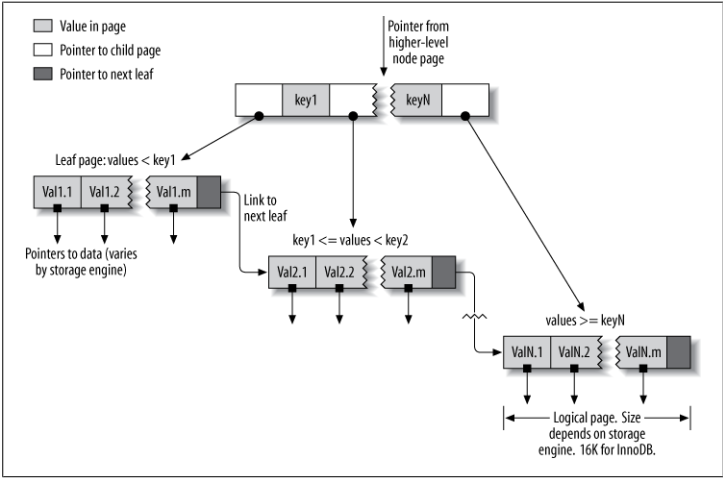 Value in page
Pointer to child page
Pointer to next leaf
Pointer from
higher-level
node page
key1
keyN
Leaf page: values < key1
Val1.1
Val1.2
Val1.m
Link to
next leaf
Pointers to data (varies
by storage engine)
key1 <= values < key2
Val2.1
Val2.2
Val2.m
values >= keyN
ValN.1
ValN.2
ValN.m
Logical page. Size
depends on storage
engine. 16K for InnoDB.